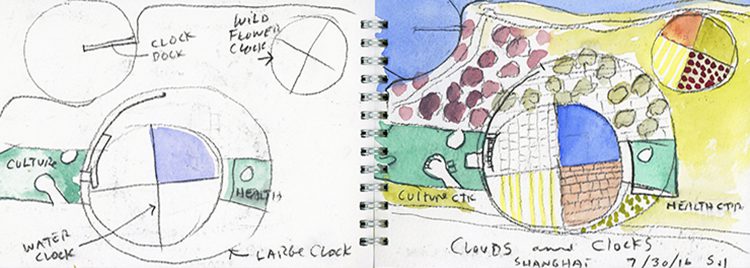 CLOCK
DOCK
WILD
FLOWER
CLOCK
CULTURE
HEALTH
WATER
CLOCK
LARGE CLOCK
CULTURE CTR
HEALTH CTR
CLOUDS and CLOCKS
SHANGHAI 7/30/16